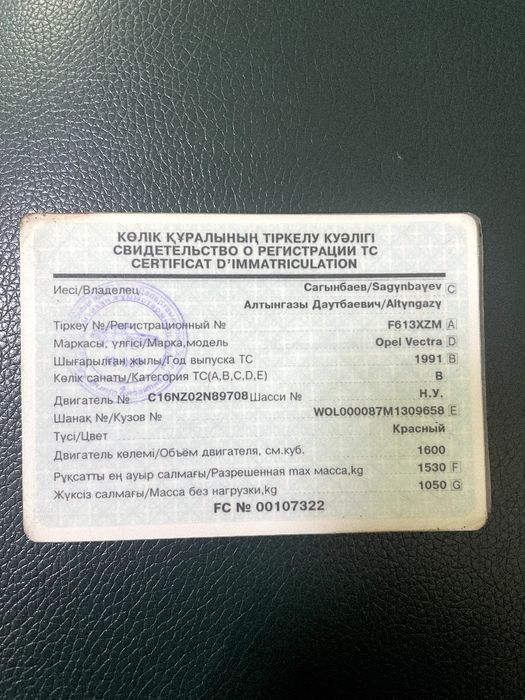 КӨЛІК ҚҰРАЛЫНЫҢ ТІРКЕЛУ КУӘЛІГІ
СВИДЕТЕЛЬСТВО О РЕГИСТРАЦИИ ТС
CERTIFICAT D'IMMATRICULATION
Иесі/Владелец Сагынбаев/Sagynbayev C
Алтынгазы Даутбаевич/Altyngazy
Тіркеу №/Регистрационный № F613XZM A
Маркасы, үлгісі/Марка,модель Opel Vectra D
Шығарылған жылы/Год выпуска ТС 1991 B
Көлік санаты/Категория ТС(A,B,C,D,E) B
Двигатель № C16NZ02N89708 Шасси № Н.У.
Шанақ №/Кузов № WOL000087M1309658 E
Түсі/Цвет Красный
Двигатель көлемі/Объём двигателя, см.куб. 1600
Рұқсатты ең ауыр салмағы/Разрешенная max масса,kg 1530 F
Жүксіз салмағы/Масса без нагрузки,kg 1050 G
FC № 00107322